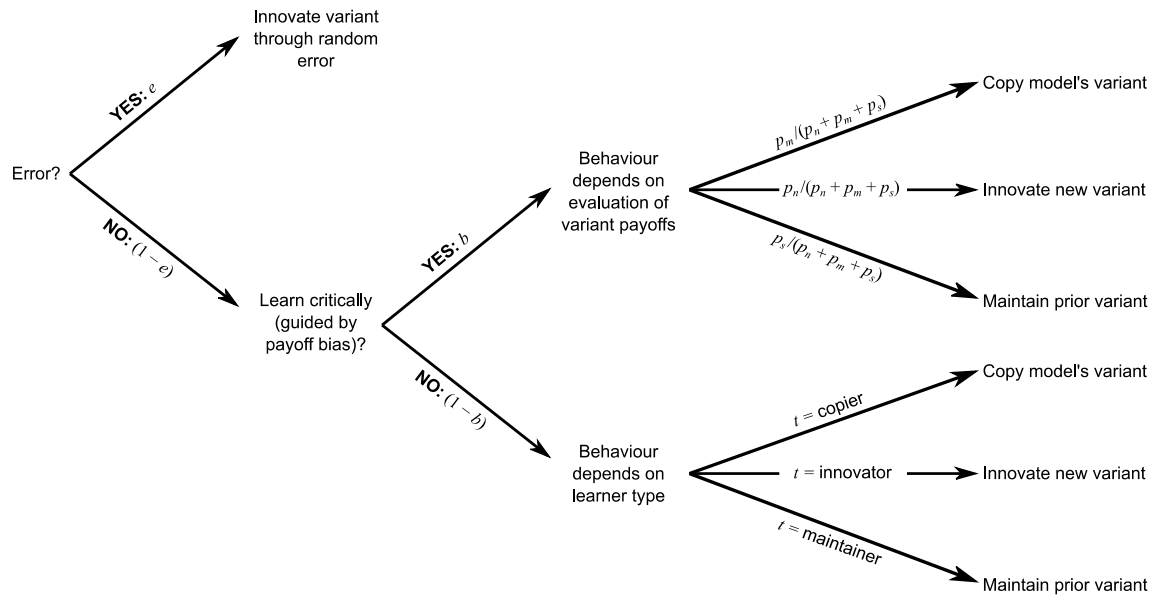 Error?
YES: e
Innovate variant
through random
error
NO: (1 – e)
Learn critically
(guided by
payoff bias)?
YES: b
Behaviour
depends on
evaluation of
variant payoffs
pm/(pn + pm + ps)
Copy model's variant
pn/(pn + pm + ps)
Innovate new variant
ps/(pn + pm + ps)
Maintain prior variant
NO: (1 – b)
Behaviour
depends on
learner type
t = copier
Copy model's variant
t = innovator
Innovate new variant
t = maintainer
Maintain prior variant